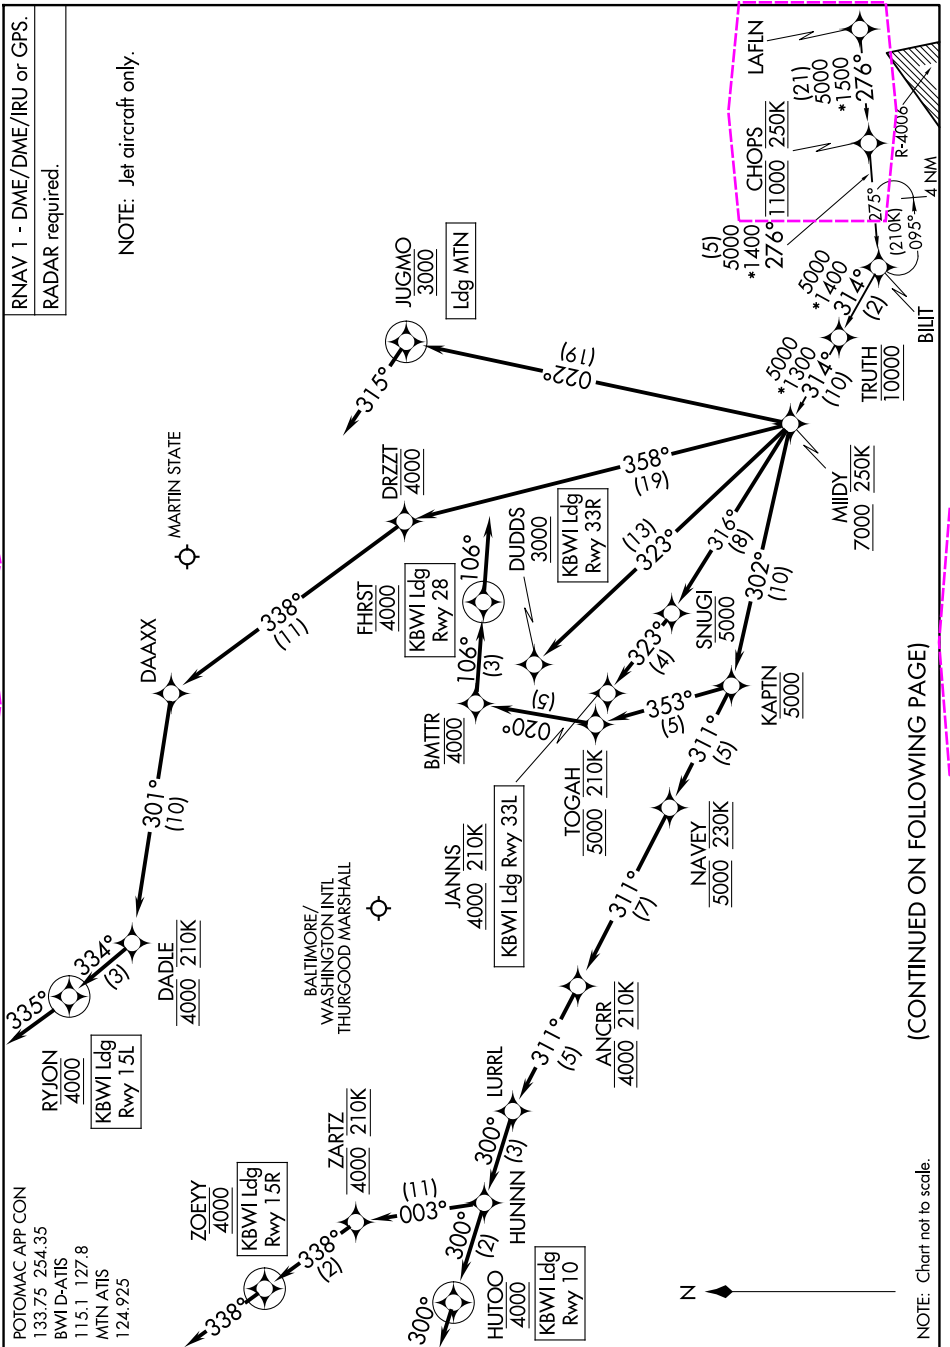 RNAV 1 - DME/DME/IRU or GPS.
RADAR required.
NOTE: Jet aircraft only.
POTOMAC APP CON
133.75 254.35
BWI D-ATIS
115.1 127.8
MTN ATIS
124.925
335°
RYJON
4000
KBWI Ldg
Rwy 15L
334°
(3)
DADLE
4000 210K
301°
(10)
DAAXX
338°
(11)
MARTIN STATE
DRZZT
4000
315°
JUGMO
3000
Ldg MTN
022°
(19)
358°
(19)
BALTIMORE/
WASHINGTON INTL
THURGOOD MARSHALL
FHRST
4000
KBWI Ldg
Rwy 28
106°
106°
(3)
BMTTR
4000
DUDDS
3000
KBWI Ldg
Rwy 33R
(13)
323°
020°
(5)
JANNS
4000 210K
KBWI Ldg Rwy 33L
323°
(4)
SNUGI
5000
316°
(8)
TOGAH
5000 210K
353°
(5)
KAPTN
5000
302°
(10)
311°
(5)
NAVEY
5000 230K
311°
(7)
ANCRR
4000 210K
311°
(5)
LURRL
300°
(3)
HUNNN
003°
(11)
ZARTZ
4000 210K
338°
(2)
ZOEYY
4000
KBWI Ldg
Rwy 15R
338°
300°
(2)
HUTOO
4000
KBWI Ldg
Rwy 10
300°
MIIDY
7000 250K
5000
*1300
314°
(10)
TRUTH
10000
5000
*1400
314°
(2)
BILIT
(5)
5000
*1400
276°
CHOPS
11000 250K
LAFLN
(21)
5000
*1500
276°
275°
(210K)
095°
4 NM
R-4006
N
(CONTINUED ON FOLLOWING PAGE)
NOTE: Chart not to scale.